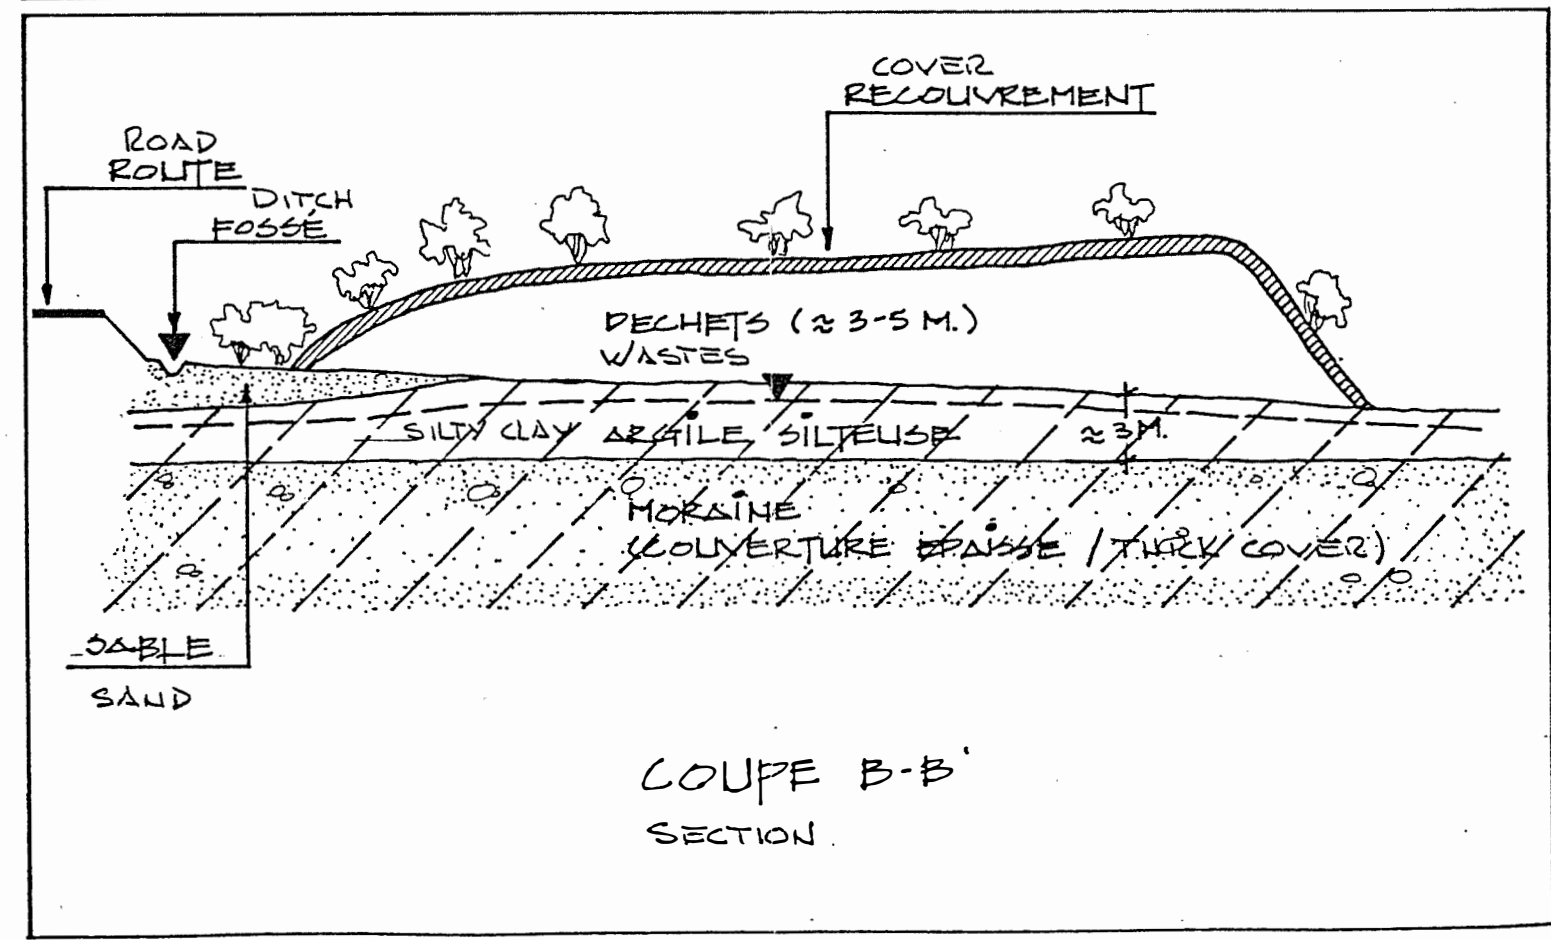 COVER
RECOUVREMENT
ROAD
ROUTE
DITCH
FOSSÉ
DECHETS (≈ 3-5 M.)
WASTES
SILTY CLAY ARGILE SILTEUSE ≈ 3 M.
MORAINE
(COUVERTURE EPAISSE / THICK COVER)
SABLE
SAND
COUPE B-B'
SECTION